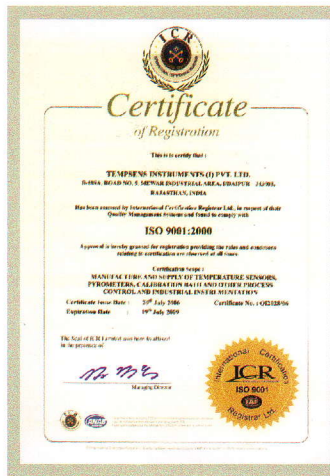 ICR
Certificate
of Registration
This is to certify that :
TEMPSENS INSTRUMENTS (I) PVT. LTD.
ROAD NO. 9, MEWAR INDUSTRIAL AREA, UDAIPUR
RAJASTHAN, INDIA
Has been assessed by International Certification Registrar Ltd., in respect of their
Quality Management Systems and found to comply with
ISO 9001:2000
Approval is hereby granted for registration providing the rules and conditions
relating to certification are observed at all times
Certification Scope :
MANUFACTURE AND SUPPLY OF TEMPERATURE SENSORS,
PYROMETERS, CALIBRATION BATH AND OTHER PROCESS
CONTROL AND INDUSTRIAL INSTRUMENTATION
Certificate Issue Date : 20th July 2006 Certificate No. :
Expiration Date : 19th July 2009
The Seal of ICR Limited was here to affixed
in the presence of
Managing Director
International Certification
ICR
ISO 9001
Registrar Ltd.
ANAB